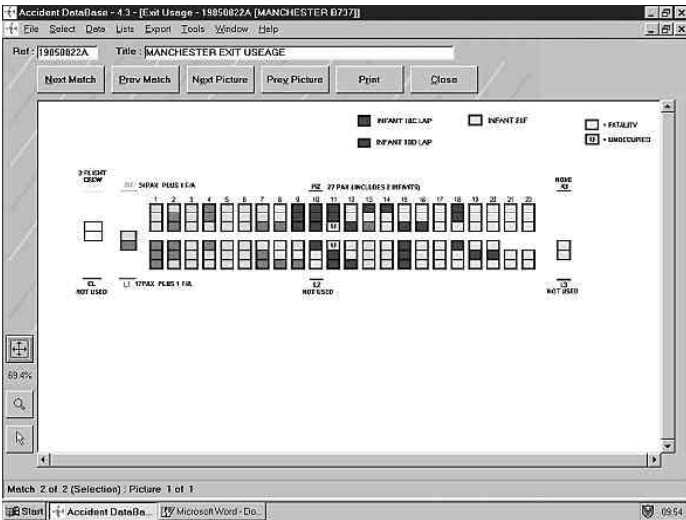 Accident DataBase - 4.3 - [Exit Usage - 19850822A [MANCHESTER B737]]
File Select Data Lists Export Tools Window Help
Ref : 19850822A Title : MANCHESTER EXIT USEAGE
Next Match Prev Match Next Picture Prev Picture Print Close
INFANT 18C LAP INFANT 21F = FATALITY
INFANT 19D LAP U = UNOCCUPIED
2 FLIGHT CREW
R1 34PAX PLUS 1 F/A R2 27 PAX (INCLUDES 2 INFANTS) NONE R3
1 2 3 4 5 6 7 8 9 10 11 12 13 14 15 16 17 18 19 20 21 22
U
U
CL NOT USED L1 17PAX PLUS 1 F/A L2 NOT USED L3 NOT USED
69.4%
Match 2 of 2 (Selection) : Picture 1 of 1
Start Accident DataBa... Microsoft Word - Do... 09:54